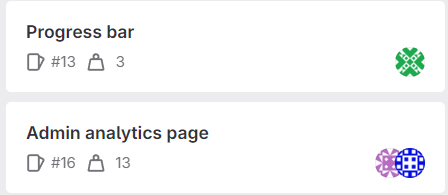 Progress bar
#13 3
Admin analytics page
#16 13